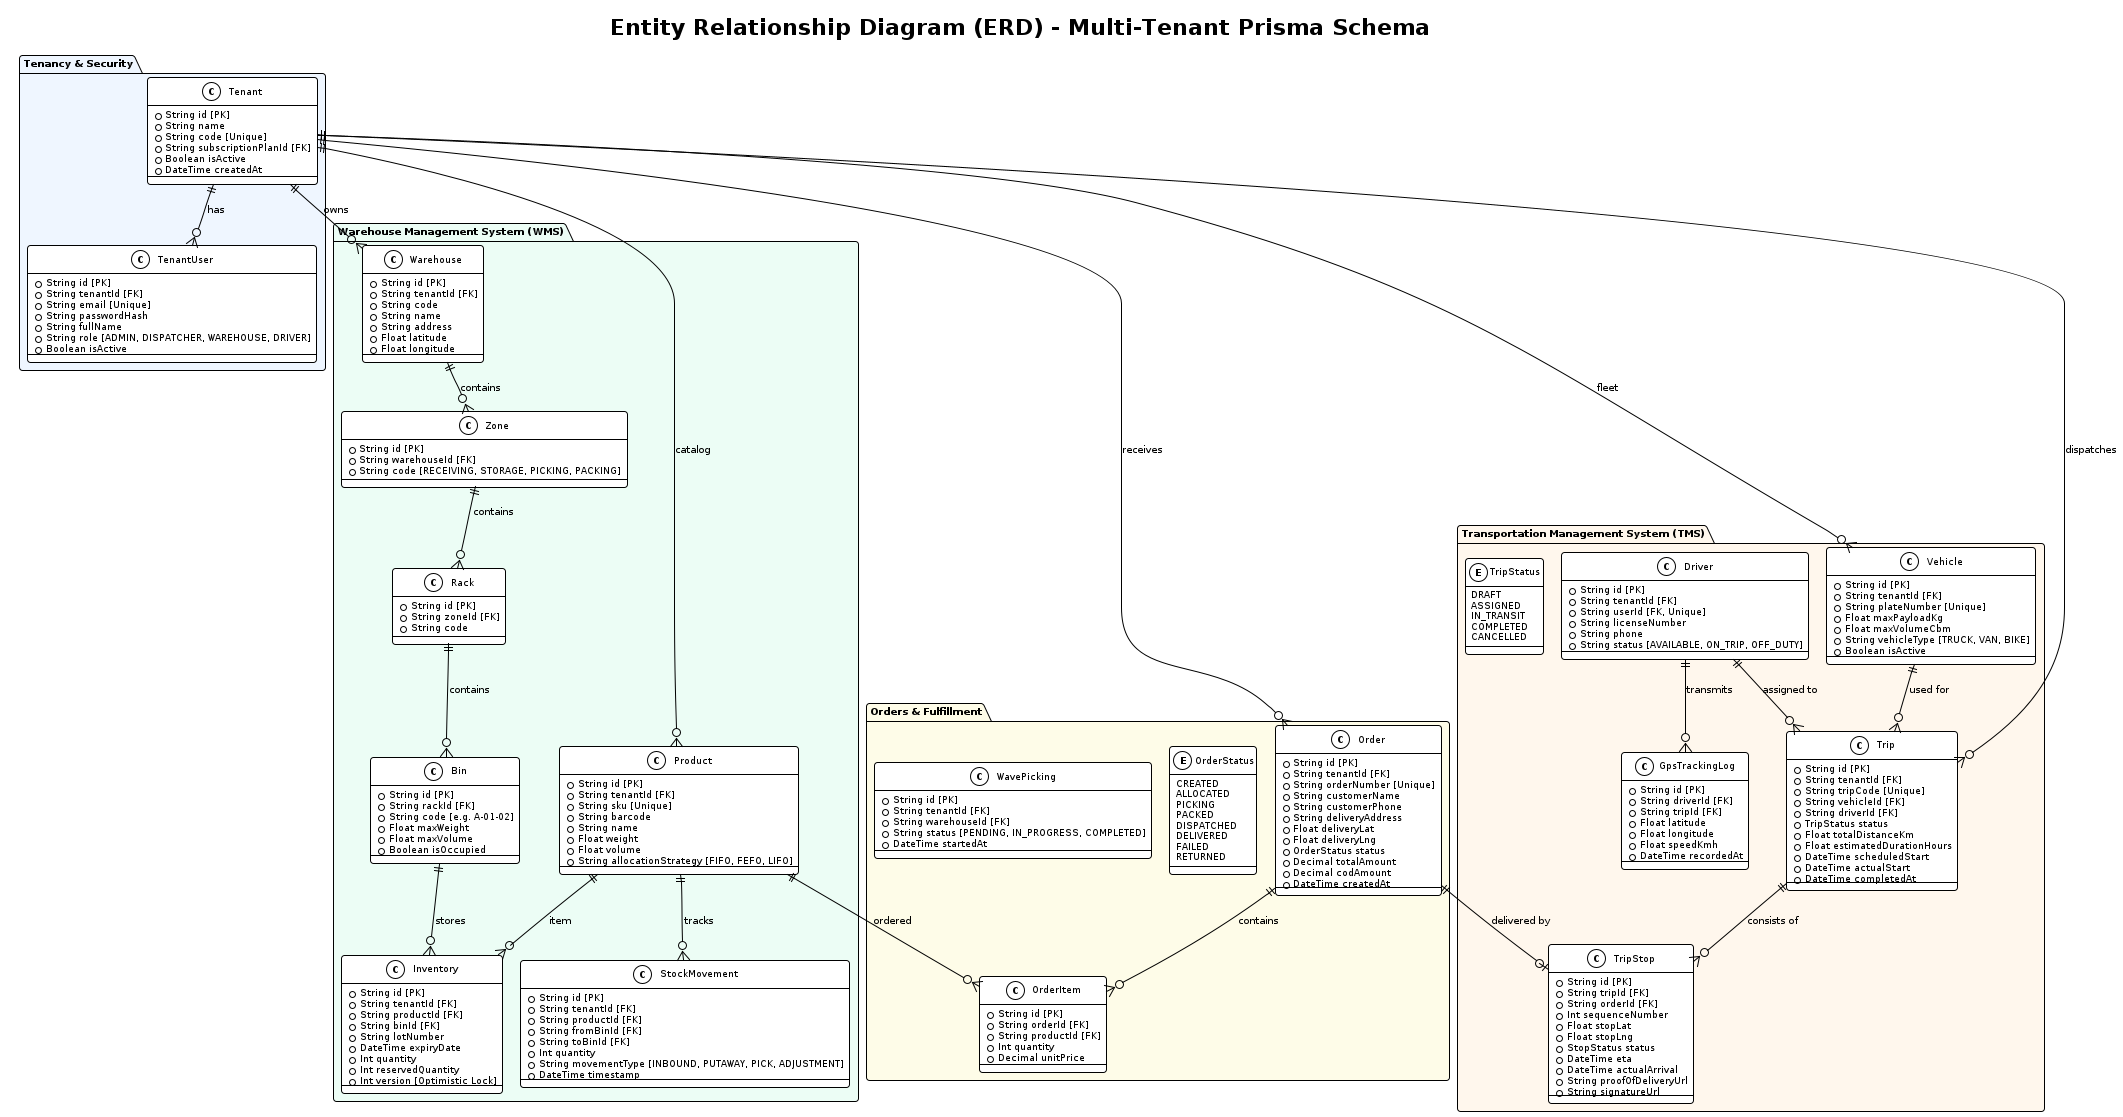 Entity Relationship Diagram (ERD) - Multi-Tenant Prisma Schema
Tenancy & Security
C Tenant
String id [PK]
String name
String code [Unique]
String subscriptionPlanId [FK]
Boolean isActive
DateTime createdAt
has
owns
C TenantUser
String id [PK]
String tenantId [FK]
String email [Unique]
String passwordHash
String fullName
String role [ADMIN, DISPATCHER, WAREHOUSE, DRIVER]
Boolean isActive
Warehouse Management System (WMS)
C Warehouse
String id [PK]
String tenantId [FK]
String code
String name
String address
Float latitude
Float longitude
contains
C Zone
String id [PK]
String warehouseId [FK]
String code [RECEIVING, STORAGE, PICKING, PACKING]
contains
C Rack
String id [PK]
String zoneId [FK]
String code
contains
C Bin
String id [PK]
String rackId [FK]
String code [e.g. A-01-02]
Float maxWeight
Float maxVolume
Boolean isOccupied
catalog
C Product
String id [PK]
String tenantId [FK]
String sku [Unique]
String barcode
String name
Float weight
Float volume
String allocationStrategy [FIFO, FEFO, LIFO]
stores
item
tracks
ordered
C Inventory
String id [PK]
String tenantId [FK]
String productId [FK]
String binId [FK]
String lotNumber
DateTime expiryDate
Int quantity
Int reservedQuantity
Int version [Optimistic Lock]
C StockMovement
String id [PK]
String tenantId [FK]
String productId [FK]
String fromBinId [FK]
String toBinId [FK]
Int quantity
String movementType [INBOUND, PUTAWAY, PICK, ADJUSTMENT]
DateTime timestamp
receives
Orders & Fulfillment
C WavePicking
String id [PK]
String tenantId [FK]
String warehouseId [FK]
String status [PENDING, IN_PROGRESS, COMPLETED]
DateTime startedAt
E OrderStatus
CREATED
ALLOCATED
PICKING
PACKED
DISPATCHED
DELIVERED
FAILED
RETURNED
C Order
String id [PK]
String tenantId [FK]
String orderNumber [Unique]
String customerName
String customerPhone
String deliveryAddress
Float deliveryLat
Float deliveryLng
OrderStatus status
Decimal totalAmount
Decimal codAmount
DateTime createdAt
contains
delivered by
C OrderItem
String id [PK]
String orderId [FK]
String productId [FK]
Int quantity
Decimal unitPrice
fleet
dispatches
Transportation Management System (TMS)
E TripStatus
DRAFT
ASSIGNED
IN_TRANSIT
COMPLETED
CANCELLED
C Driver
String id [PK]
String tenantId [FK]
String userId [FK, Unique]
String licenseNumber
String phone
String status [AVAILABLE, ON_TRIP, OFF_DUTY]
C Vehicle
String id [PK]
String tenantId [FK]
String plateNumber [Unique]
Float maxPayloadKg
Float maxVolumeCbm
String vehicleType [TRUCK, VAN, BIKE]
Boolean isActive
transmits
assigned to
used for
C GpsTrackingLog
String id [PK]
String driverId [FK]
String tripId [FK]
Float latitude
Float longitude
Float speedKmh
DateTime recordedAt
C Trip
String id [PK]
String tenantId [FK]
String tripCode [Unique]
String vehicleId [FK]
String driverId [FK]
TripStatus status
Float totalDistanceKm
Float estimatedDurationHours
DateTime scheduledStart
DateTime actualStart
DateTime completedAt
consists of
C TripStop
String id [PK]
String tripId [FK]
String orderId [FK]
Int sequenceNumber
Float stopLat
Float stopLng
StopStatus status
DateTime eta
DateTime actualArrival
String proofOfDeliveryUrl
String signatureUrl